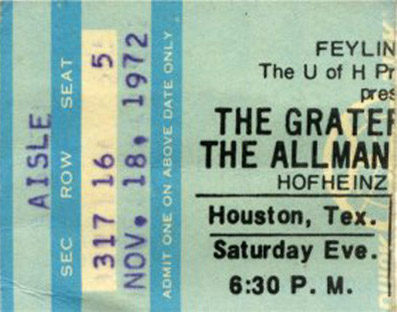 AISLE
SEC ROW SEAT
317 16 5
NOV. 18, 1972
ADMIT ONE ON ABOVE DATE ONLY
FEYLIN
The U of H Pr
pres
THE GRATEF
THE ALLMAN
HOFHEINZ
Houston, Tex.
Saturday Eve.
6:30 P. M.